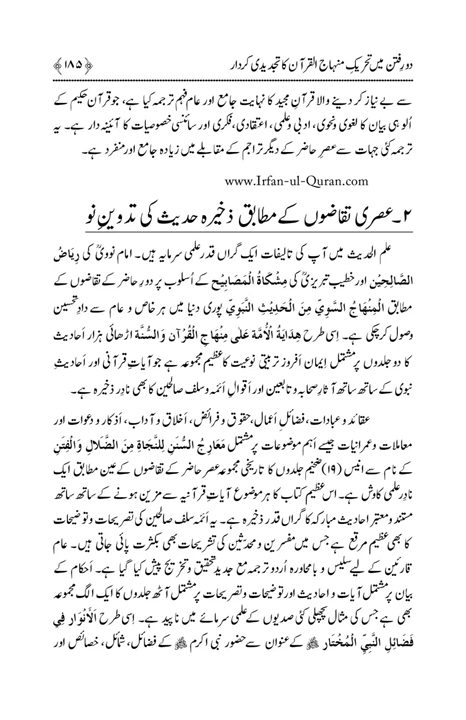 دورِ فتن میں تحریکِ منہاج القرآن کا تجدیدی کردار ﴿۱۸۵﴾
سے بے نیاز کر دینے والا قرآن مجید کا نہایت جامع اور عام فہم ترجمہ کیا ہے، جو قرآن حکیم کے
اُلوہی بیان کا لغوی ونحوی، ادبی وعلمی، اعتقادی، فکری اور سائنسی خصوصیات کا آئینہ دار ہے۔ یہ
ترجمہ کئی جہات سے عصرِ حاضر کے دیگر تراجم کے مقابلے میں زیادہ جامع اور منفرد ہے۔
www.Irfan-ul-Quran.com
۲۔ عصری تقاضوں کے مطابق ذخیرہ حدیث کی تدوینِ نو
علم الحدیث میں آپ کی تالیفات ایک گراں قدر علمی سرمایہ ہیں۔ امام نوویؒ کی رِیَاضُ
الصَّالِحِیْن اور خطیب تبریزیؒ کی مِشْکَاةُ الْمَصَابِیْح کے اُسلوب پر دورِ حاضر کے تقاضوں کے
مطابق الْمِنْهَاجُ السَّوِيّ مِنَ الْحَدِیْثِ النَّبَوِيّ پوری دنیا میں ہر خاص و عام سے دادِ تحسین
وصول کر چکی ہے۔ اِسی طرح هِدَایَةُ الْأُمَّة عَلٰی مِنْهَاجِ الْقُرْآن وَالسُّنَّة اڑھائی ہزار اَحادیث
کا دو جلدوں پر مشتمل اِیمان اَفروز تربیتی نوعیت کا عظیم مجموعہ ہے جو آیاتِ قرآنی اور اَحادیثِ
نبوی کے ساتھ ساتھ آثارِ صحابہ و تابعین اور اَقوالِ اَئمہ وسلف صالحین کا بھی نادِر ذخیرہ ہے۔
عقائد و عبادات، فضائلِ اَعمال، حقوق و فرائض، اَخلاق و آداب، اَذکار و دعوات اور
معاملات و عمرانیات جیسے اَہم موضوعات پر مشتمل مَعَارِجُ السُّنَن لِلنَّجَاةِ مِنَ الضَّلَالِ وَالْفِتَنِ
کے نام سے اُنیس (۱۹) ضخیم جلدوں کا تاریخی مجموعہ عصرِ حاضر کے تقاضوں کے عین مطابق ایک
نادِر علمی کاوش ہے۔ اس عظیم کتاب کا ہر موضوع آیاتِ قرآنیہ سے مزین ہونے کے ساتھ ساتھ
مستند و معتبر احادیثِ مبارکہ کا گراں قدر ذخیرہ ہے۔ یہ اَئمہ سلف صالحین کی تصریحات و توضیحات
کا بھی عظیم مرقع ہے جس میں مفسرین و محدثین کی تشریحات بھی بکثرت پائی جاتی ہیں۔ عام
قارئین کے لیے سلیس و بامحاورہ اُردو ترجمہ مع جدید تحقیق و تخریج پیش کیا گیا ہے۔ اَحکام کے
بیان پر مشتمل آیات و احادیث اور توضیحات و تصریحات پر مشتمل آٹھ جلدوں کا ایک الگ مجموعہ
بھی ہے جس کی مثال پچھلی کئی صدیوں کے علمی سرمائے میں ناپید ہے۔ اِسی طرح اَلْأَنْوَار فِي
فَضَائِلِ النَّبِيِّ الْمُخْتَار ﷺ کے عنوان سے حضور نبی اکرم ﷺ کے فضائل، شمائل، خصائص اور